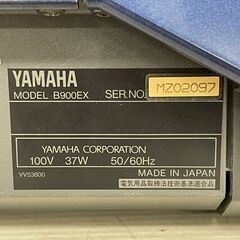 YAMAHA
MODEL B900EX SER.NO. MZ02097
YAMAHA CORPORATION
100V 37W 50/60Hz
VV53800 MADE IN JAPAN
電気用品取締法技術基準適合品